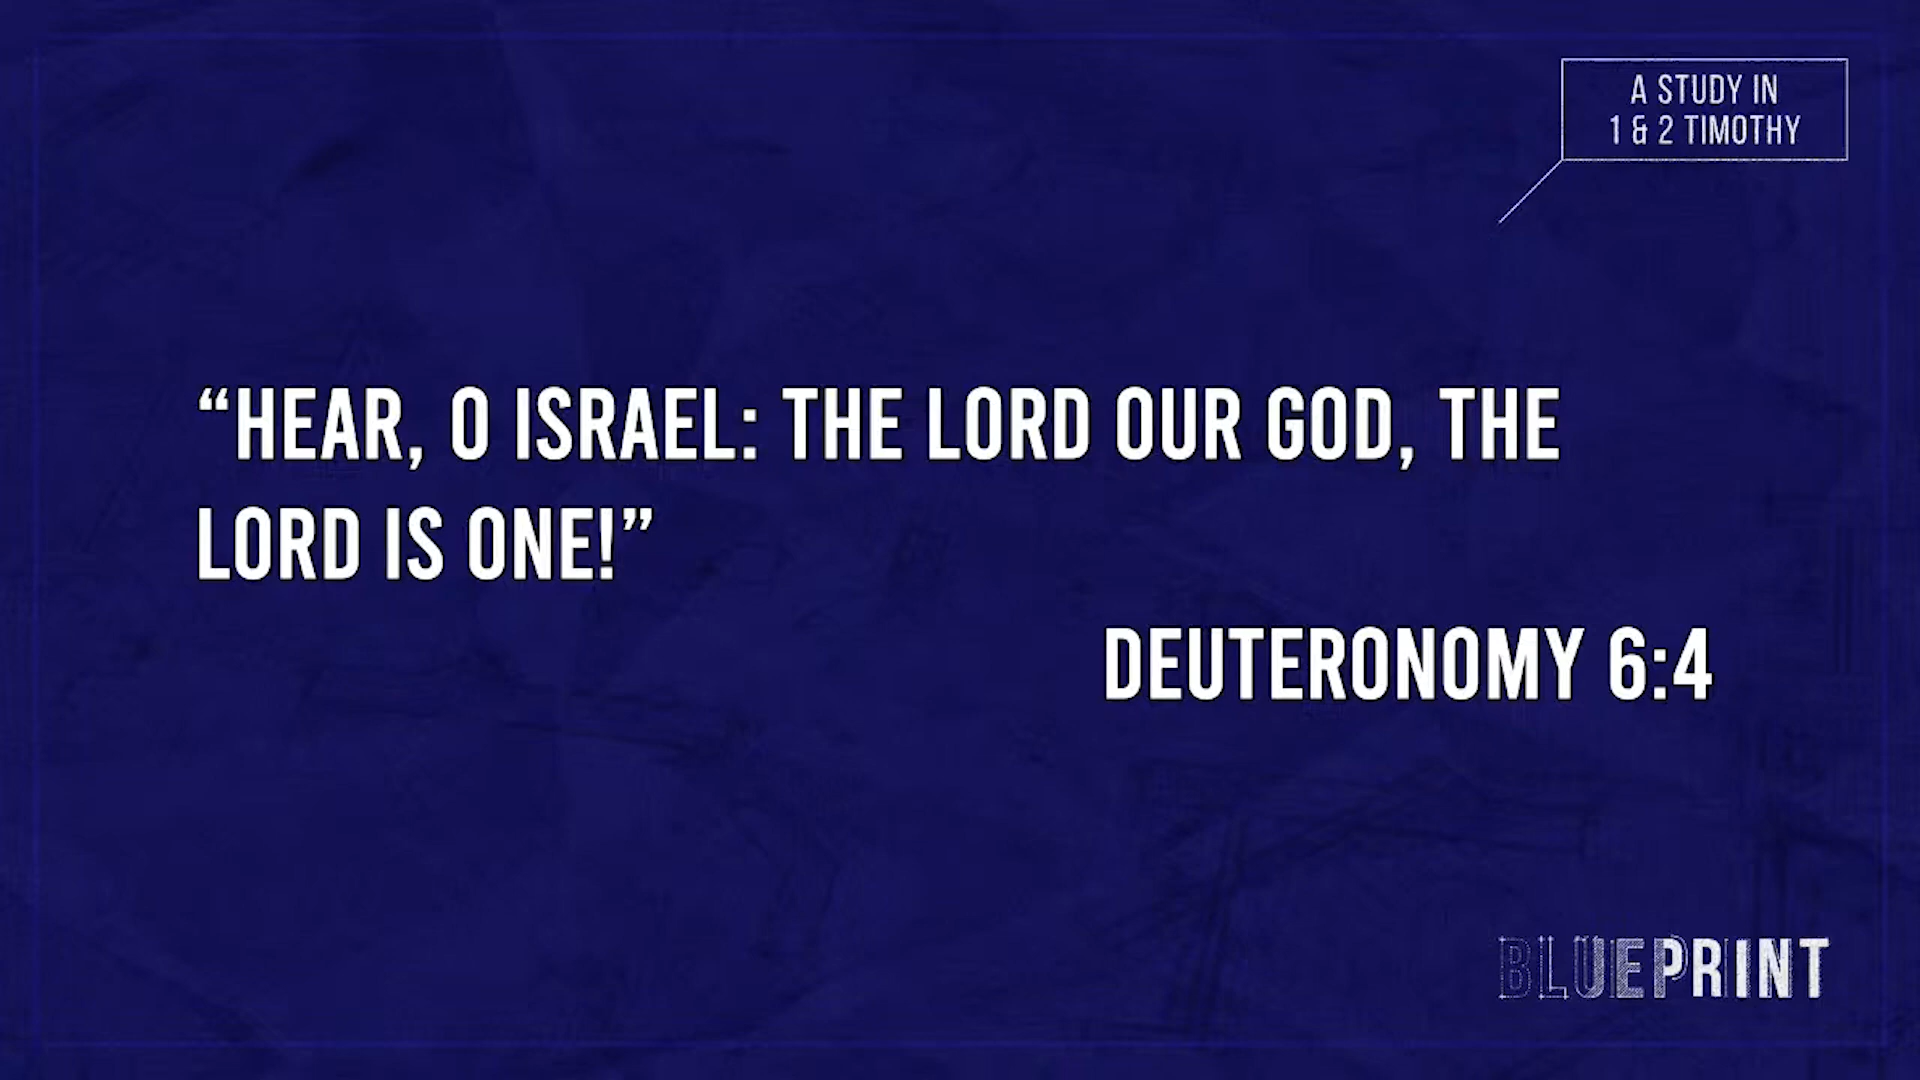 A STUDY IN
1 & 2 TIMOTHY
“HEAR, O ISRAEL: THE LORD OUR GOD, THE
LORD IS ONE!”
DEUTERONOMY 6:4
BLUEPRINT